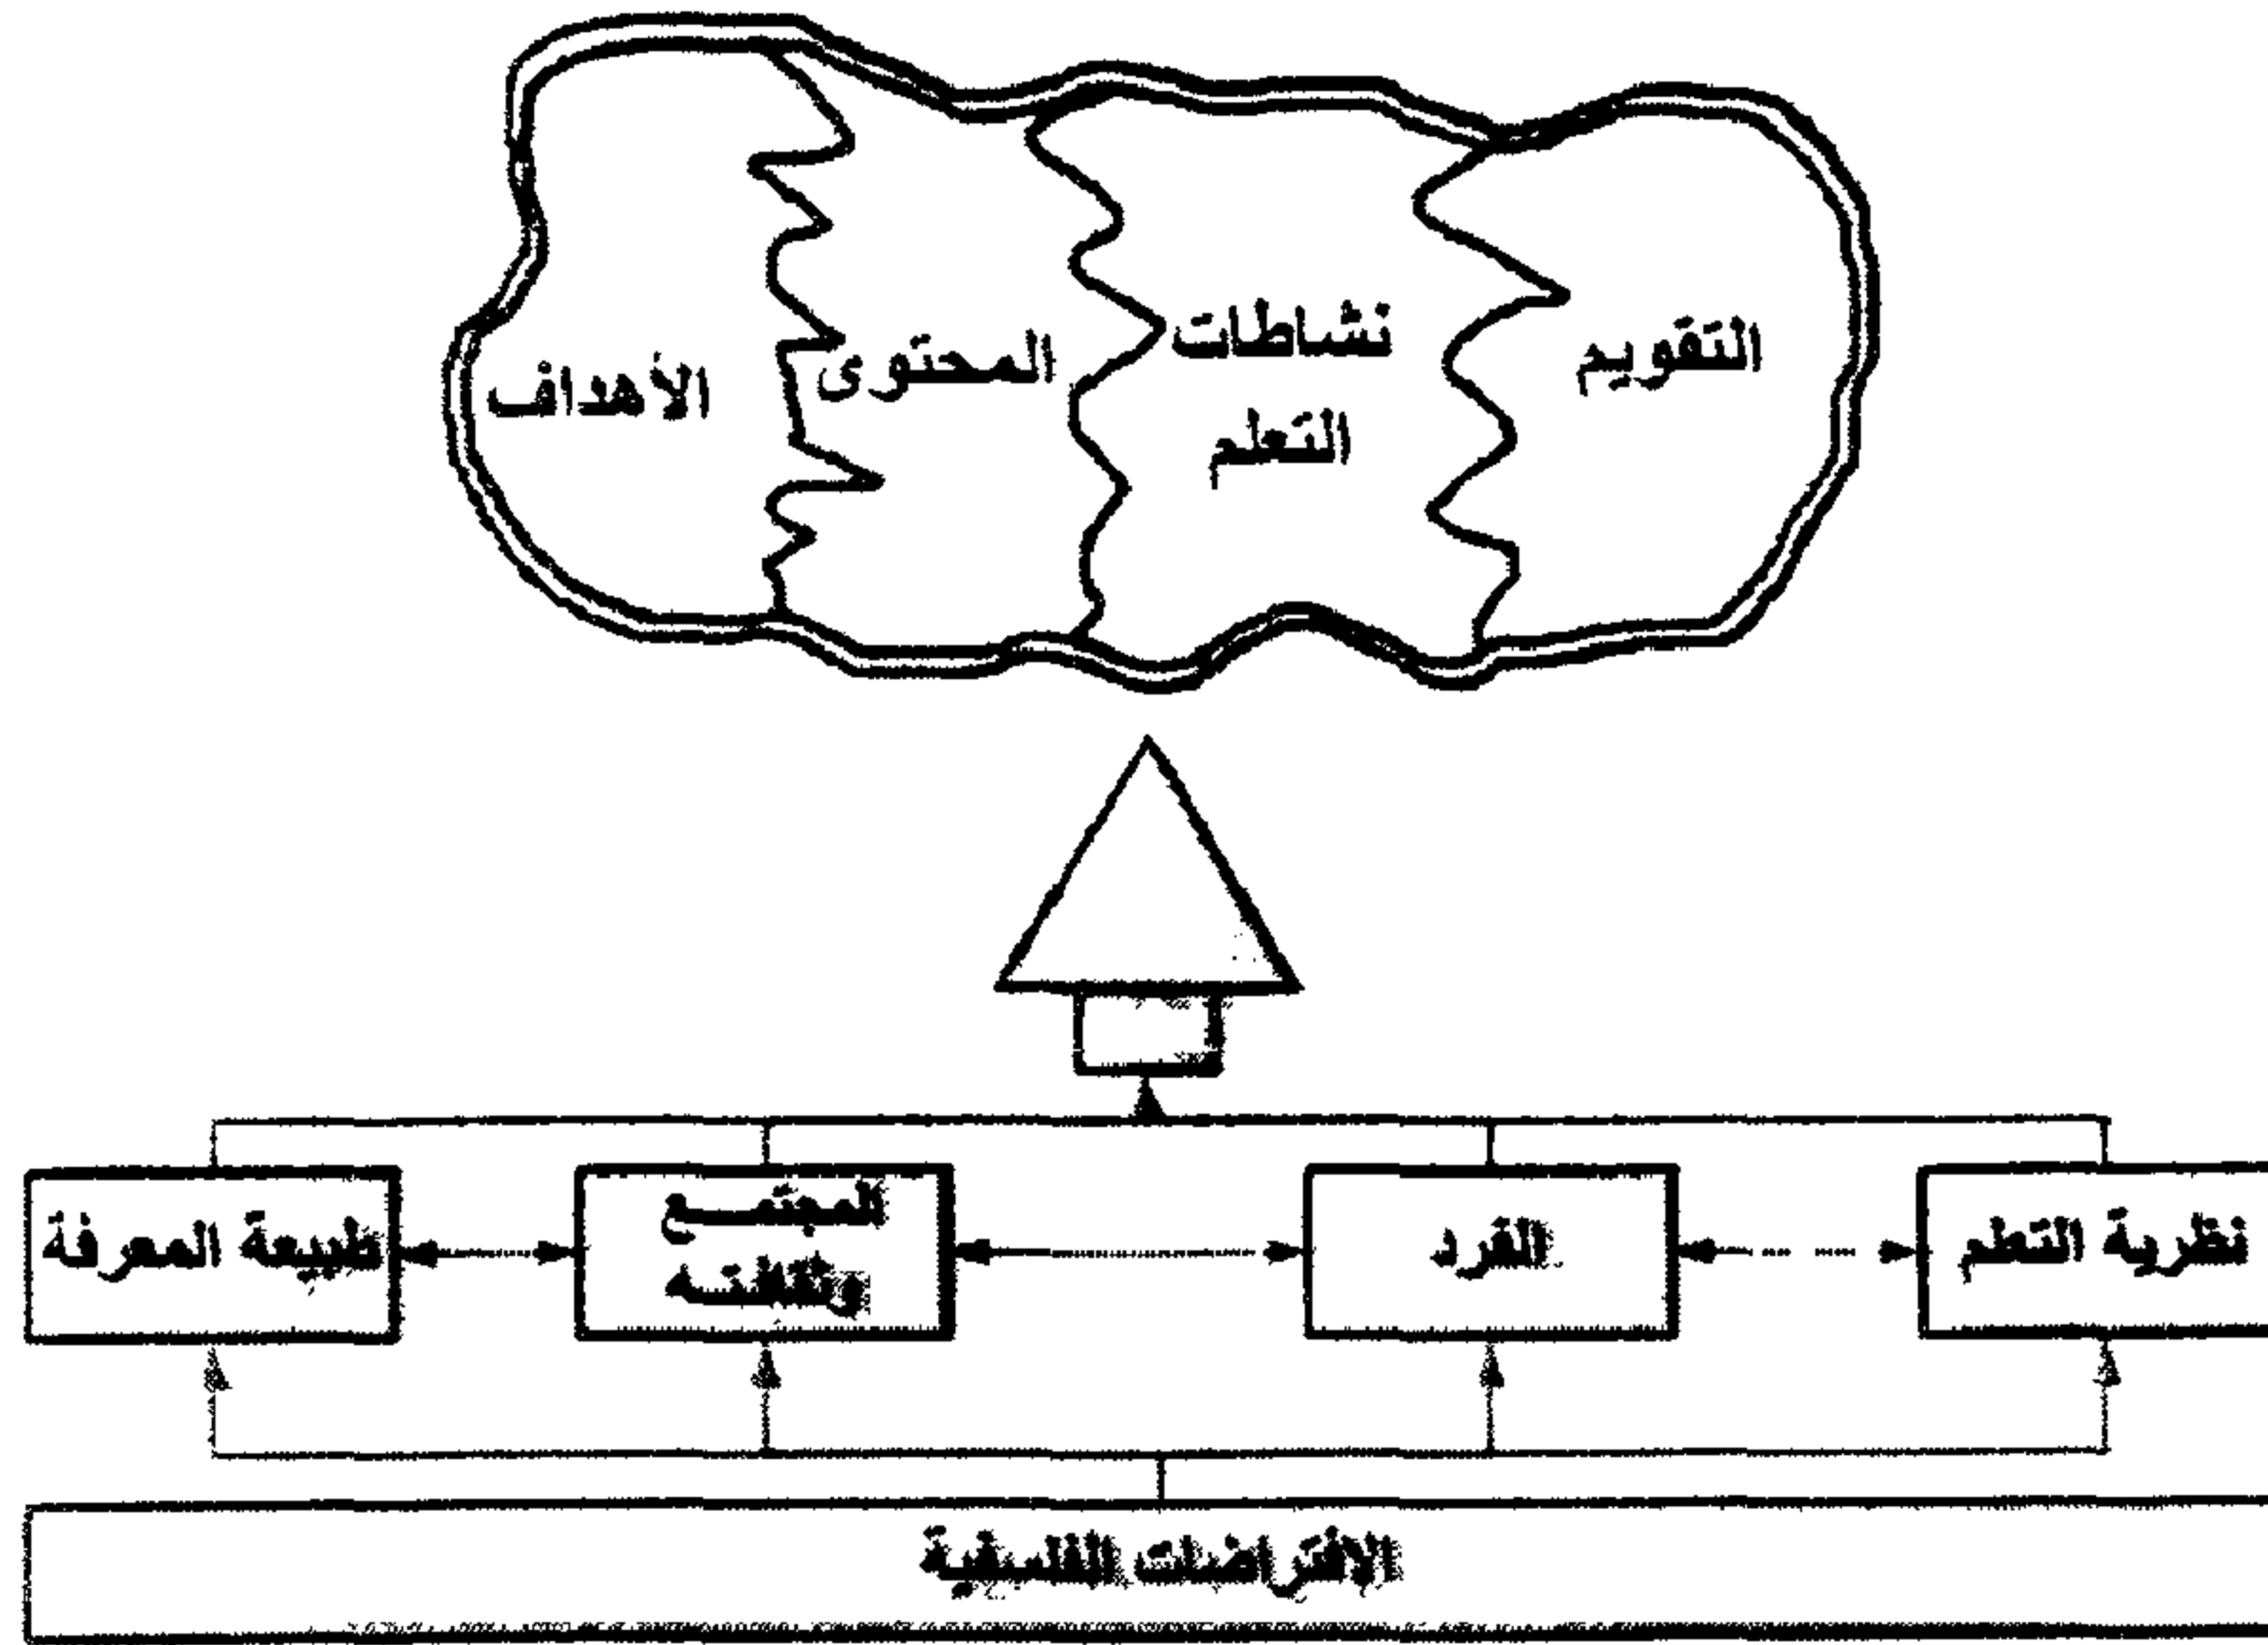 التقويم
نشاطات
التعلم
المحتوى
الأهداف
نظرية التعلم
الفرد
المجتمع
وثقافته
طبيعة المعرفة
الافتراضات الفلسفية